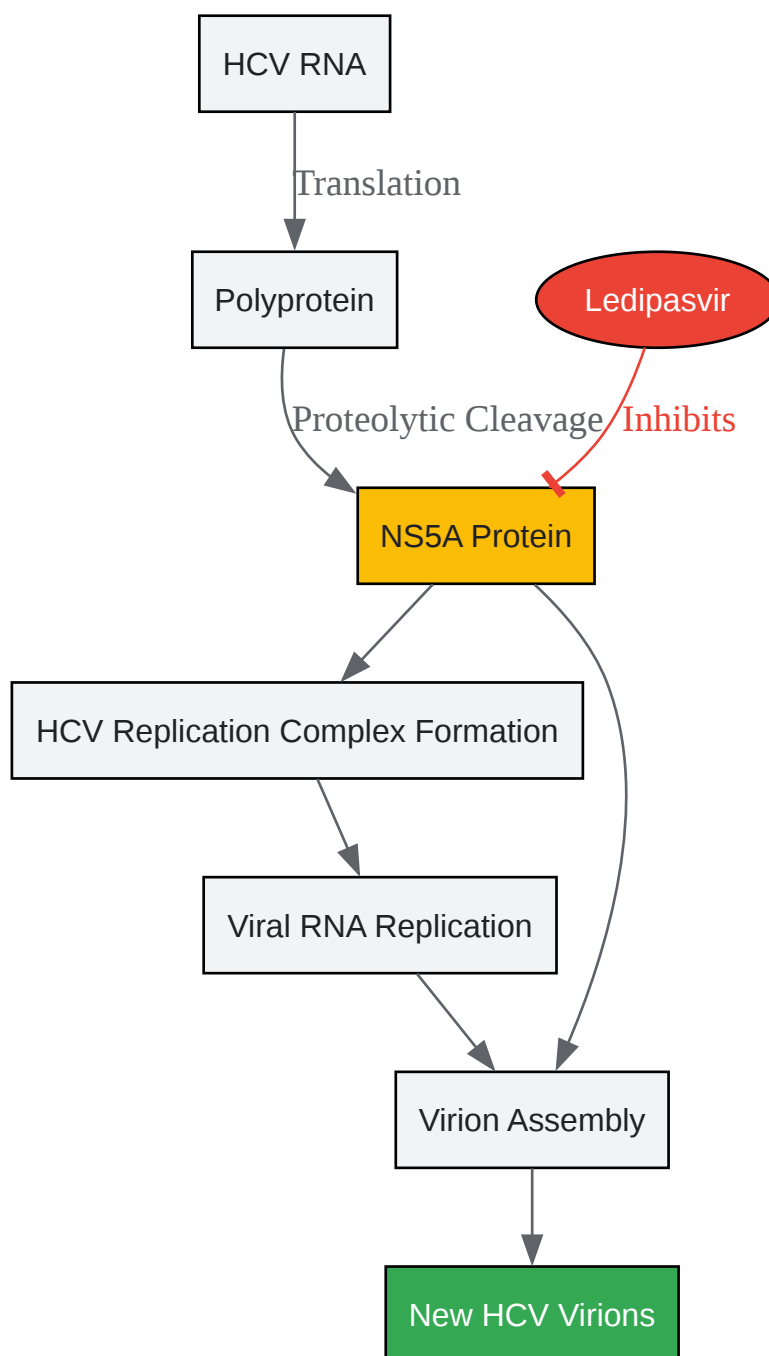 HCV RNA
Translation
Polyprotein
Ledipasvir
Proteolytic Cleavage
Inhibits
NS5A Protein
HCV Replication Complex Formation
Viral RNA Replication
Virion Assembly
New HCV Virions